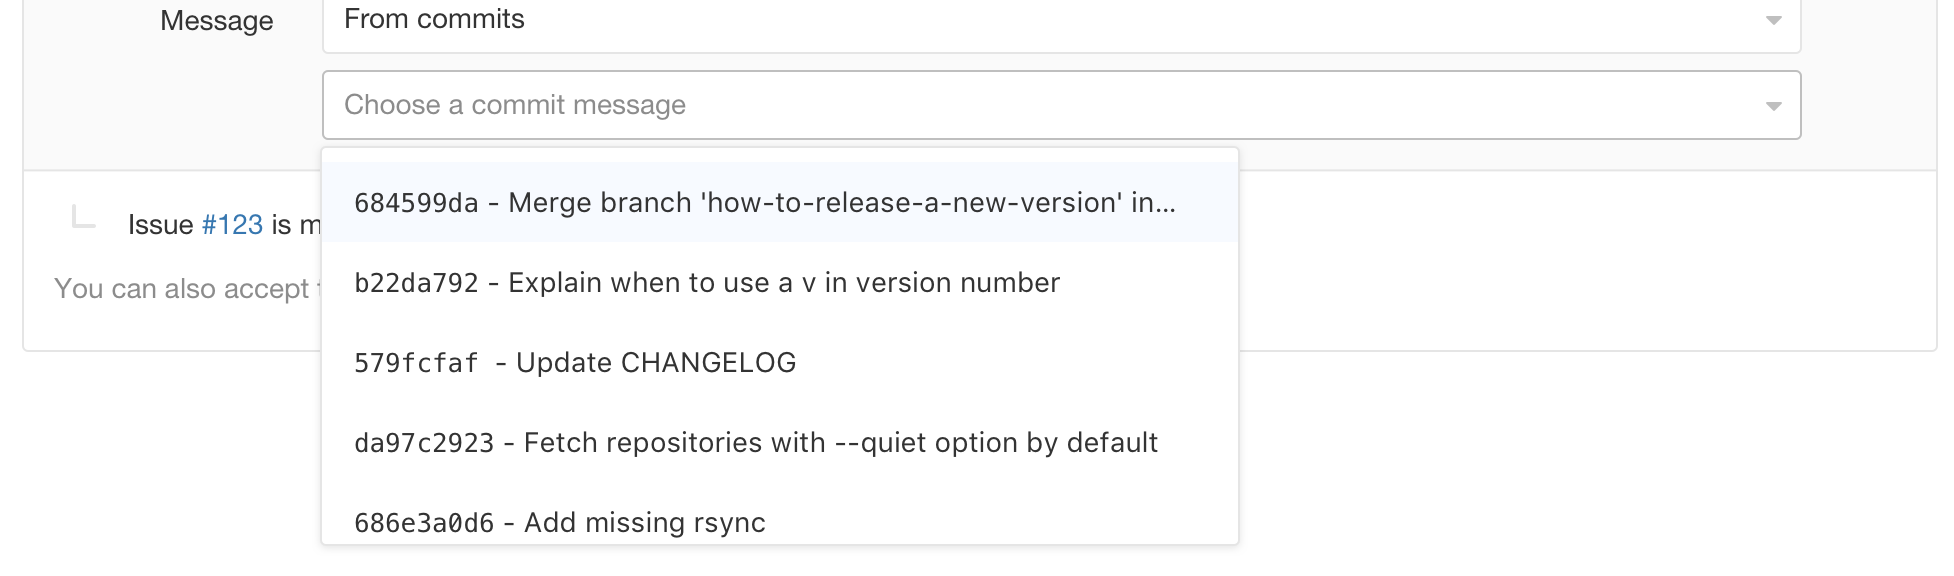 Message From commits
Choose a commit message
684599da - Merge branch 'how-to-release-a-new-version' in...
Issue #123 is m
b22da792 - Explain when to use a v in version number
You can also accept
579fcfaf - Update CHANGELOG
da97c2923 - Fetch repositories with --quiet option by default
686e3a0d6 - Add missing rsync